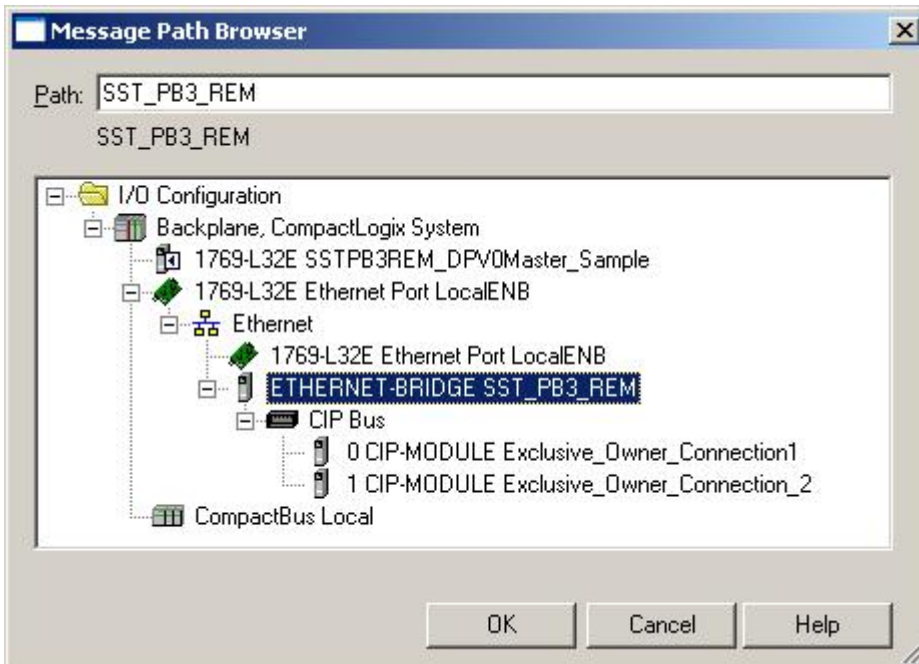 Message Path Browser
Path: SST_PB3_REM
SST_PB3_REM
I/O Configuration
Backplane, CompactLogix System
1769-L32E SSTPB3REM_DPV0Master_Sample
1769-L32E Ethernet Port LocalENB
Ethernet
1769-L32E Ethernet Port LocalENB
ETHERNET-BRIDGE SST_PB3_REM
CIP Bus
0 CIP-MODULE Exclusive_Owner_Connection1
1 CIP-MODULE Exclusive_Owner_Connection_2
CompactBus Local
OK Cancel Help